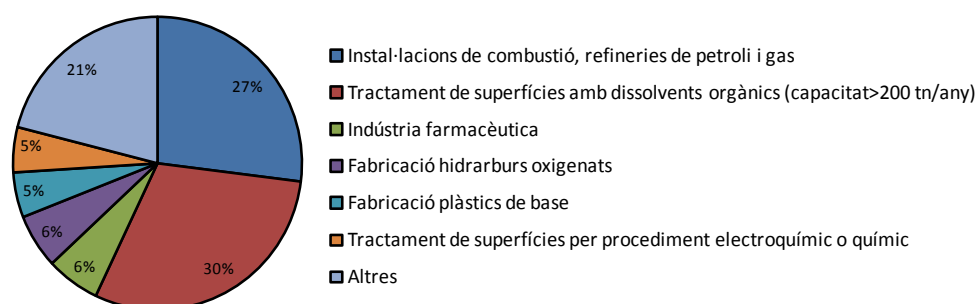 21%
27%
5%
5%
6%
6%
30%
Instal·lacions de combustió, refineries de petroli i gas
Tractament de superfícies amb dissolvents orgànics (capacitat>200 tn/any)
Indústria farmacèutica
Fabricació hidrarburs oxigenats
Fabricació plàstics de base
Tractament de superfícies per procediment electroquímic o químic
Altres